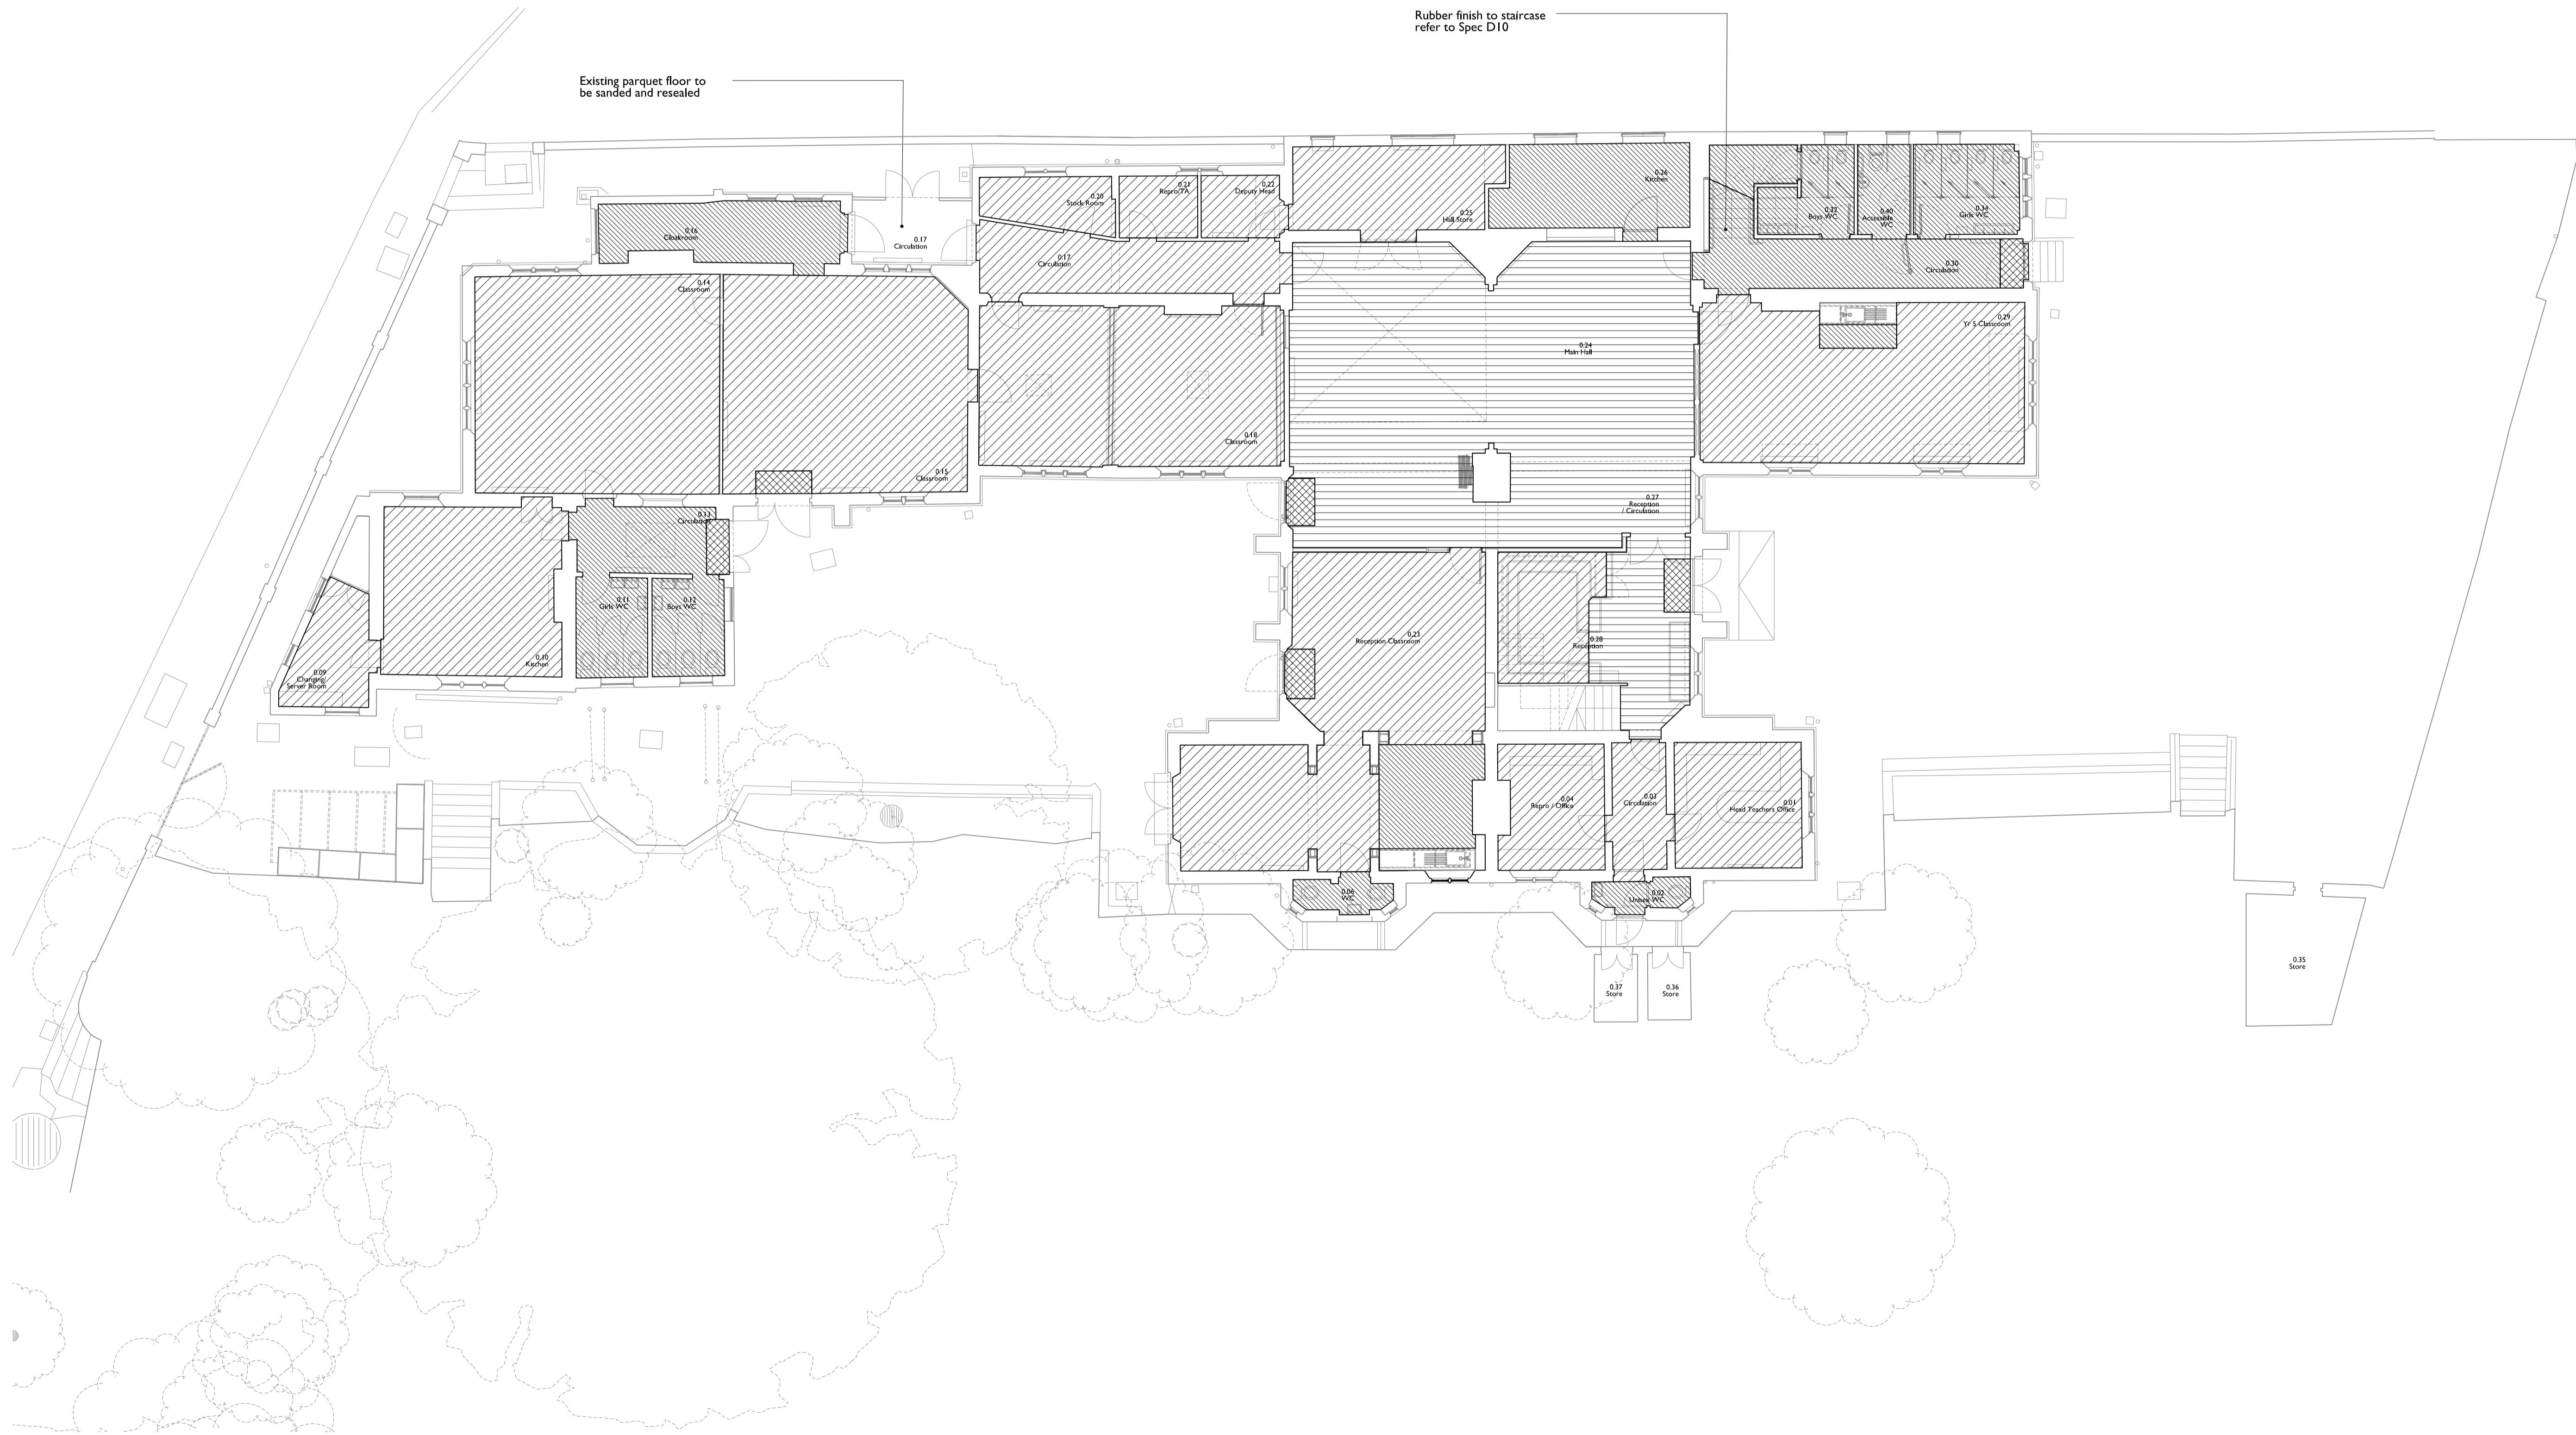 Rubber finish to staircase
refer to Spec D10
Existing parquet floor to
be sanded and resealed
0.26
Kitchen
0.20
Stock Room
0.21
Repro/TA
0.22
Deputy Head
0.25
Hall Store
0.32
Boys WC
0.40
Accessible
WC
0.34
Girls WC
0.16
Cloakroom
0.17
Circulation
0.17
Circulation
0.30
Circulation
0.14
Classroom
0.29
Yr 5 Classroom
0.24
Main Hall
0.18
Classroom
0.15
Classroom
0.27
Reception
/ Circulation
0.13
Circulation
0.11
Girls WC
0.12
Boys WC
0.23
Reception Classroom
0.28
Reception
0.10
Kitchen
0.09
Changing/
Server Room
0.04
Repro / Office
0.03
Circulation
0.01
Head Teachers Office
0.06
WC
0.02
Unisex WC
0.35
Store
0.37
Store
0.36
Store